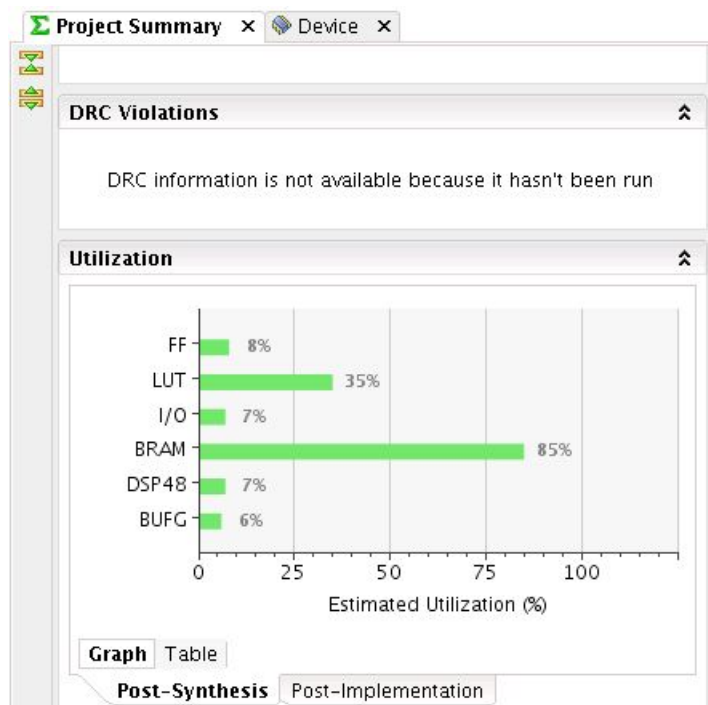 Project Summary × Device ×
DRC Violations
DRC information is not available because it hasn't been run
Utilization
FF 8%
LUT 35%
I/O 7%
BRAM 85%
DSP48 7%
BUFG 6%
0 25 50 75 100
Estimated Utilization (%)
Graph Table
Post-Synthesis Post-Implementation